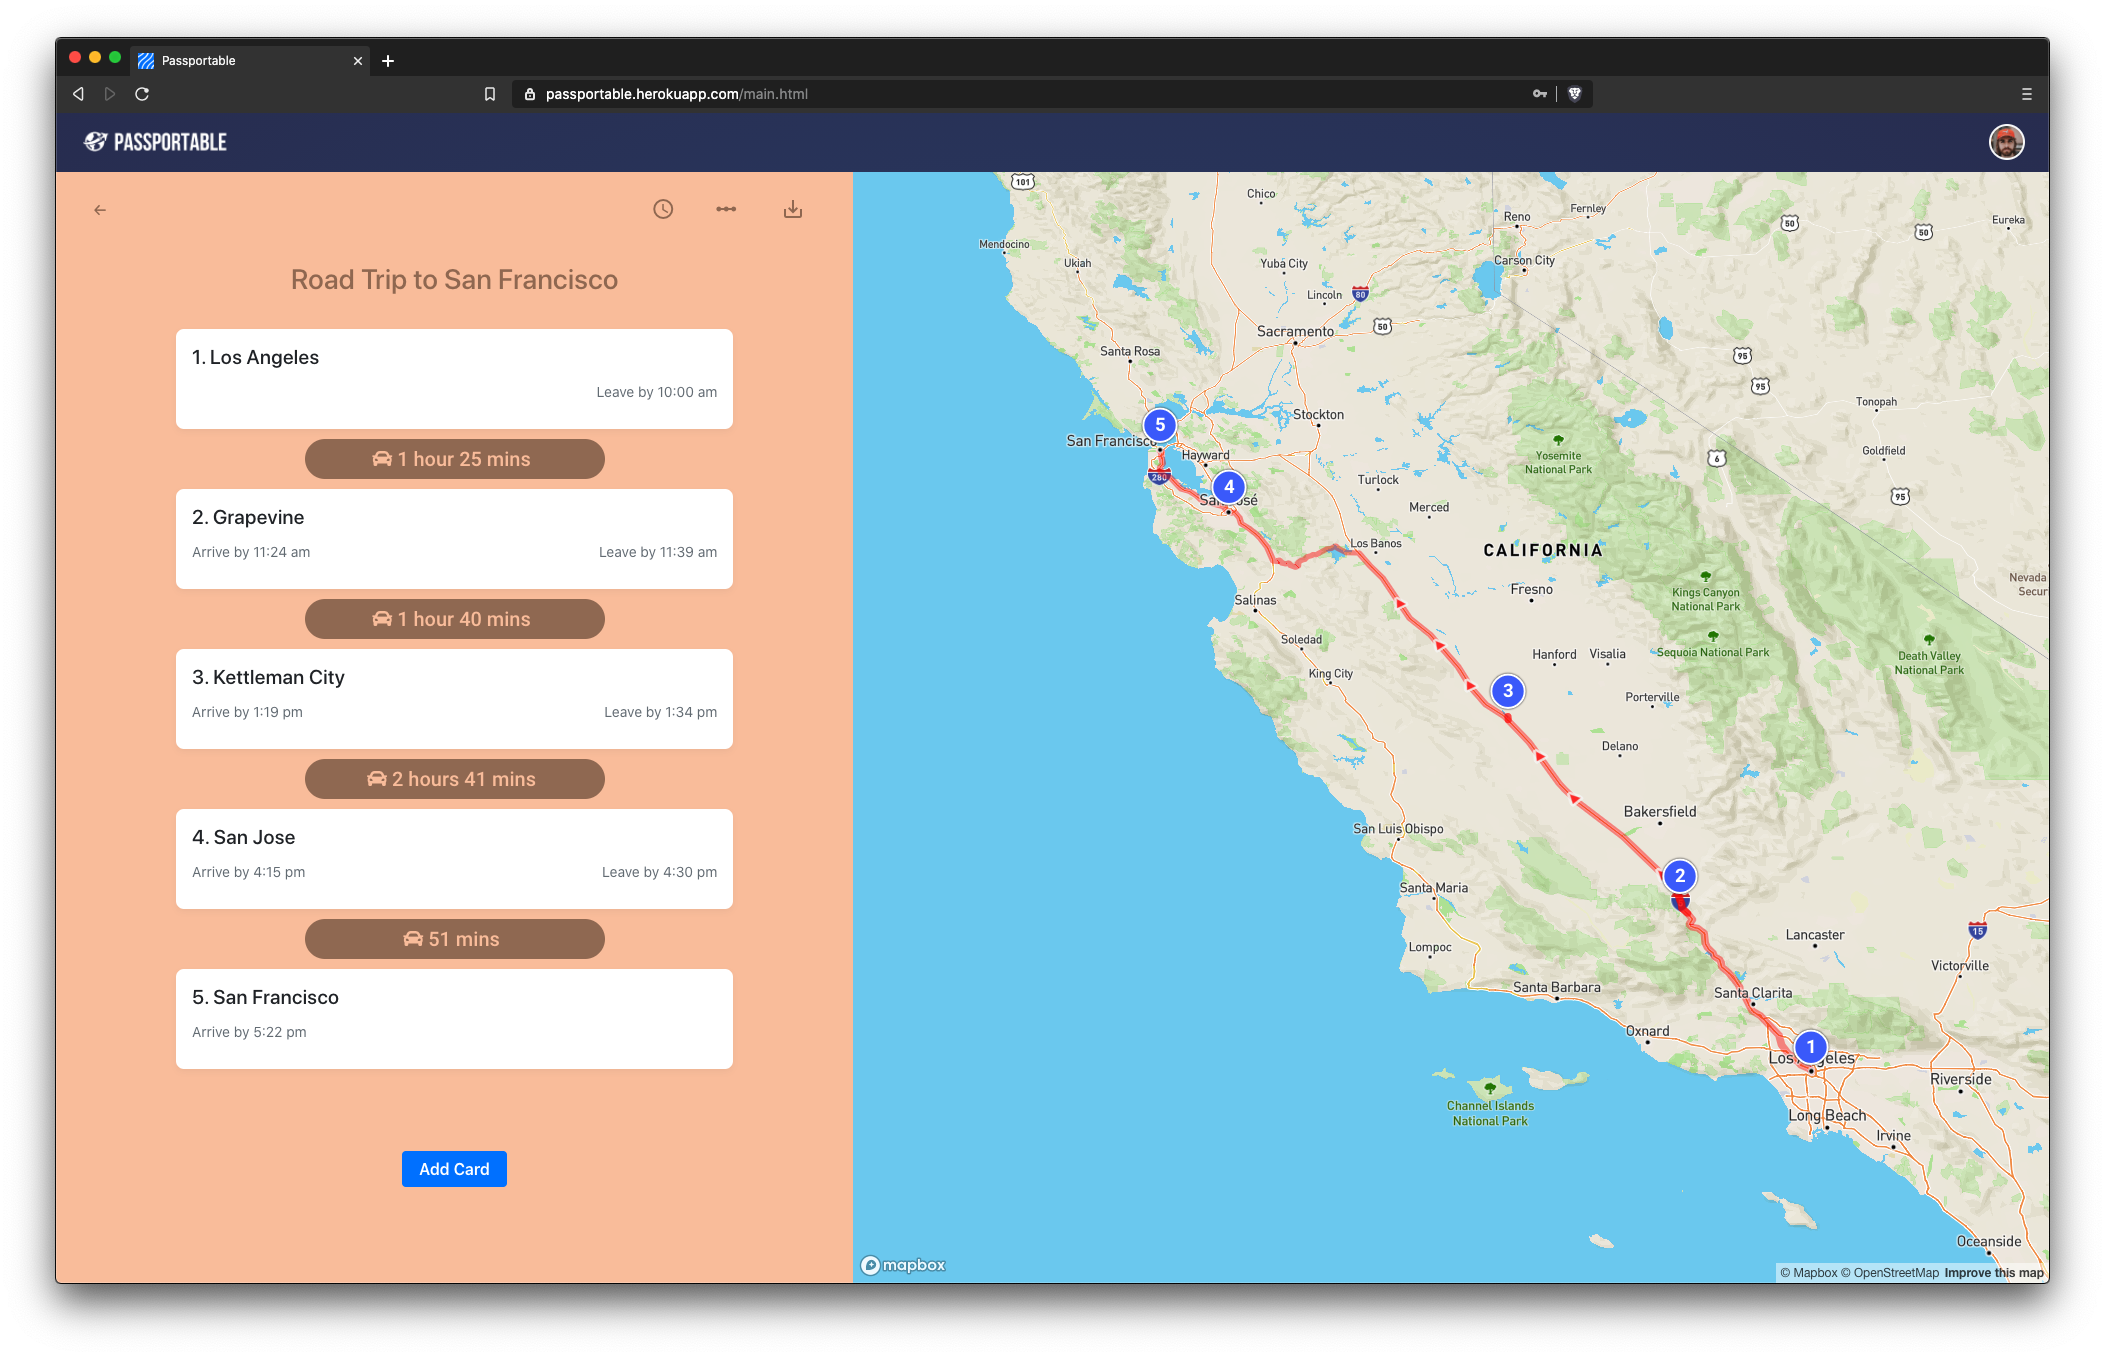 Passportable
passportable.herokuapp.com/main.html
PASSPORTABLE
Road Trip to San Francisco
1. Los Angeles
Leave by 10:00 am
1 hour 25 mins
2. Grapevine
Arrive by 11:24 am
Leave by 11:39 am
1 hour 40 mins
3. Kettleman City
Arrive by 1:19 pm
Leave by 1:34 pm
2 hours 41 mins
4. San Jose
Arrive by 4:15 pm
Leave by 4:30 pm
51 mins
5. San Francisco
Arrive by 5:22 pm
Add Card
101
Chico
Reno
Fernley
50
50
Eureka
Mendocino
Ukiah
Yuba City
Carson City
Lincoln
80
Sacramento
50
Santa Rosa
95
95
Tonopah
Stockton
5
San Francisco
Hayward
280
4
San José
Yosemite
National Park
6
Goldfield
Turlock
95
Merced
Los Banos
CALIFORNIA
Nevada
Secur
Salinas
Fresno
Kings Canyon
National Park
Soledad
Hanford
Visalia
Sequoia National Park
Death Valley
National Park
King City
3
Porterville
Delano
San Luis Obispo
Bakersfield
2
Santa Maria
Lompoc
Lancaster
15
Victorville
Santa Barbara
Santa Clarita
Oxnard
1
Los Angeles
Riverside
Channel Islands
National Park
Long Beach
Irvine
Oceanside
mapbox
© Mapbox © OpenStreetMap Improve this map